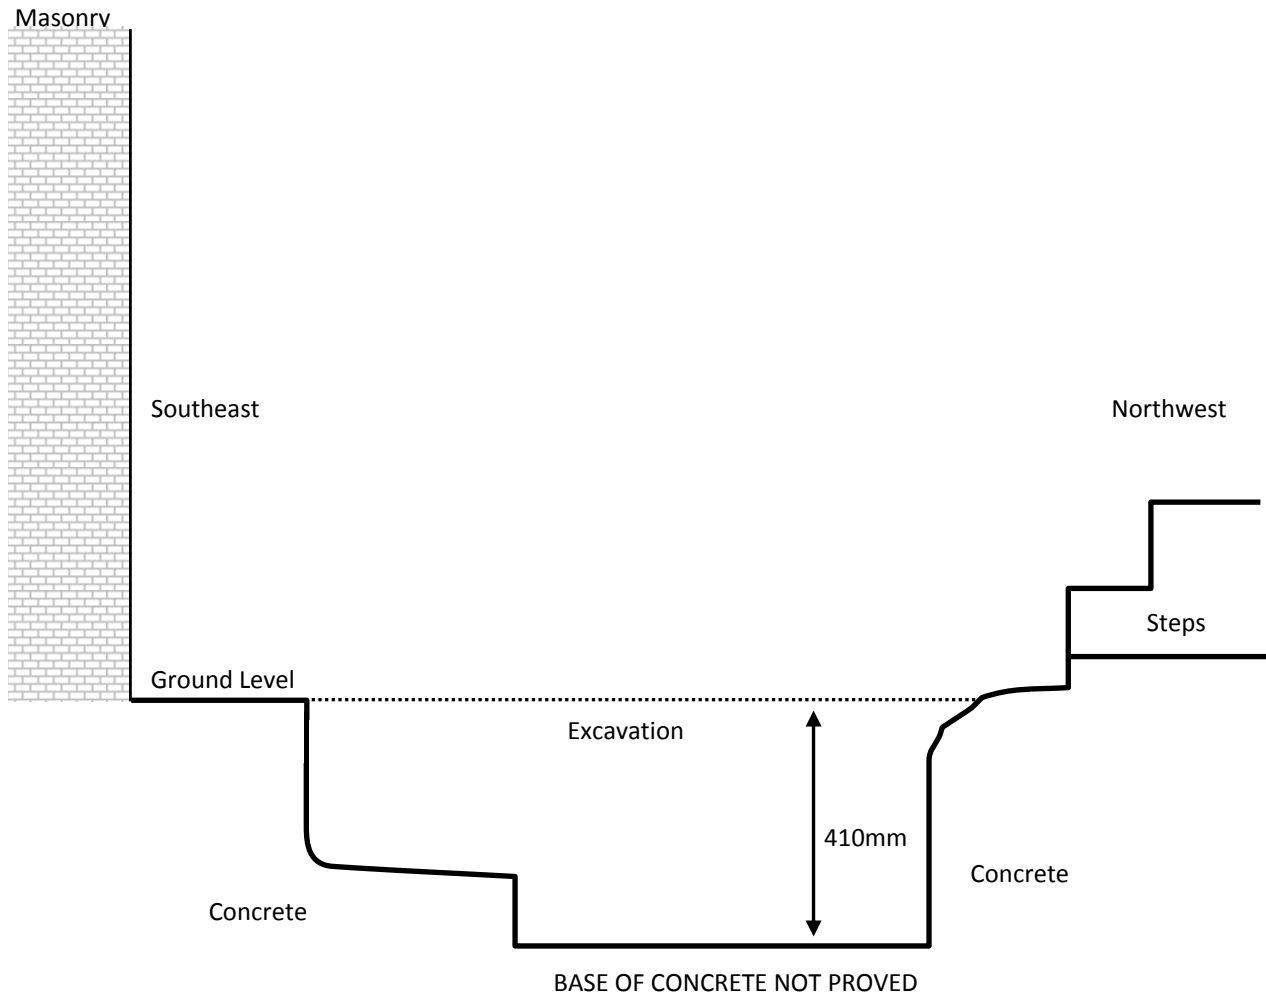 Masonry
Southeast
Northwest
Steps
Ground Level
Excavation
410mm
Concrete
Concrete
BASE OF CONCRETE NOT PROVED